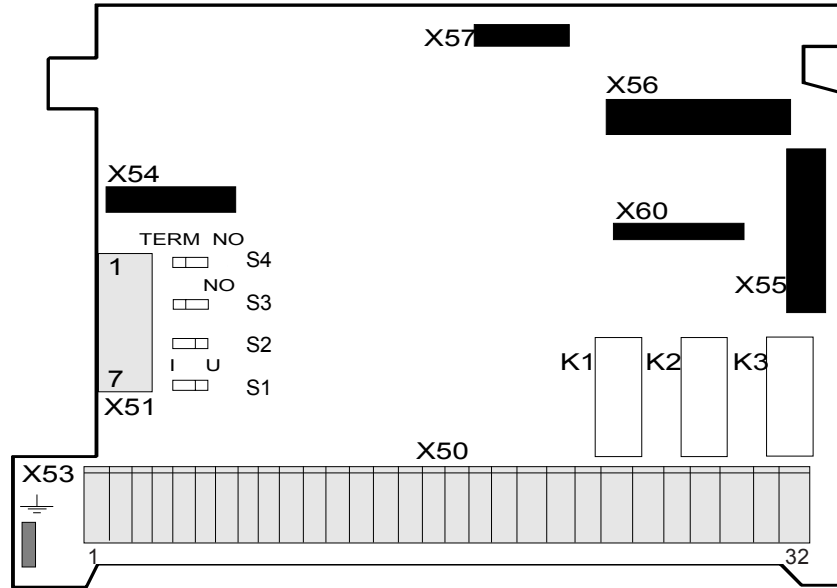 X57
X56
X54
X60
TERM NO
1
S4
NO
X55
S3
S2
K1
K2
K3
I U
7
S1
X51
X50
X53
1
32